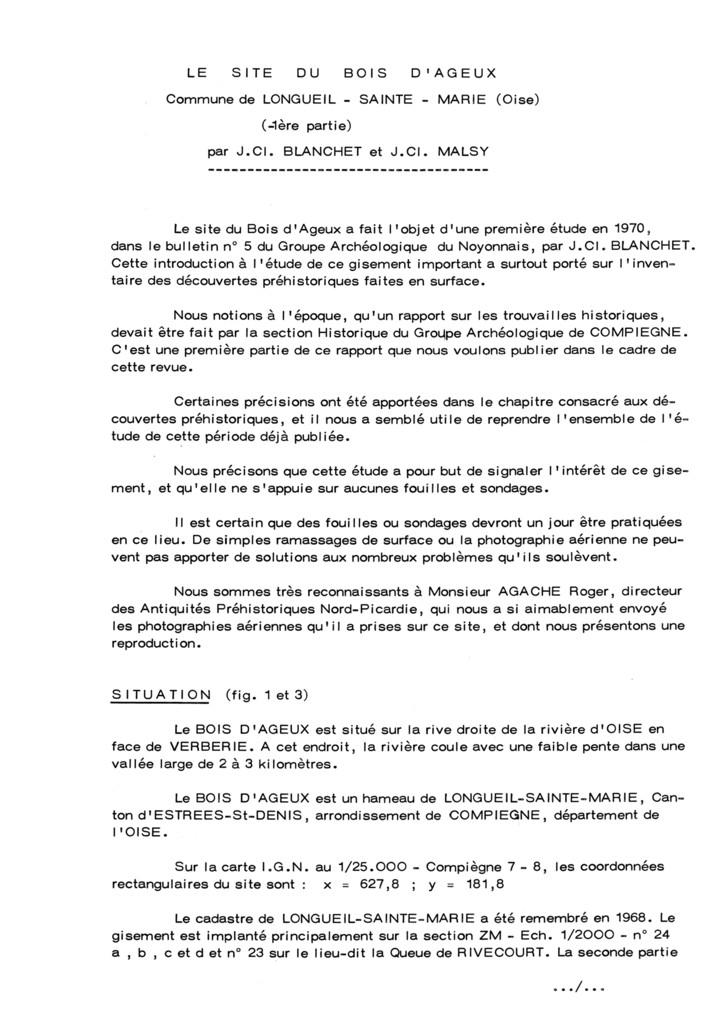 LE SITE DU BOIS D'AGEUX
Commune de LONGUEIL - SAINTE - MARIE (Oise)
(-1ère partie)
par J.Cl. BLANCHET et J.Cl. MALSY
-----------------------------------
Le site du Bois d'Ageux a fait l'objet d'une première étude en 1970,
dans le bulletin n° 5 du Groupe Archéologique du Noyonnais, par J.Cl. BLANCHET.
Cette introduction à l'étude de ce gisement important a surtout porté sur l'inven-
taire des découvertes préhistoriques faites en surface.
Nous notions à l'époque, qu'un rapport sur les trouvailles historiques,
devait être fait par la section Historique du Groupe Archéologique de COMPIEGNE.
C'est une première partie de ce rapport que nous voulons publier dans le cadre de
cette revue.
Certaines précisions ont été apportées dans le chapitre consacré aux dé-
couvertes préhistoriques, et il nous a semblé utile de reprendre l'ensemble de l'é-
tude de cette période déjà publiée.
Nous précisons que cette étude a pour but de signaler l'intérêt de ce gise-
ment, et qu'elle ne s'appuie sur aucunes fouilles et sondages.
Il est certain que des fouilles ou sondages devront un jour être pratiquées
en ce lieu. De simples ramassages de surface ou la photographie aérienne ne peu-
vent pas apporter de solutions aux nombreux problèmes qu'ils soulèvent.
Nous sommes très reconnaissants à Monsieur AGACHE Roger, directeur
des Antiquités Préhistoriques Nord-Picardie, qui nous a si aimablement envoyé
les photographies aériennes qu'il a prises sur ce site, et dont nous présentons une
reproduction.
SITUATION (fig. 1 et 3)
Le BOIS D'AGEUX est situé sur la rive droite de la rivière d'OISE en
face de VERBERIE. A cet endroit, la rivière coule avec une faible pente dans une
vallée large de 2 à 3 kilomètres.
Le BOIS D'AGEUX est un hameau de LONGUEIL-SAINTE-MARIE, Can-
ton d'ESTREES-St-DENIS, arrondissement de COMPIEGNE, département de
l'OISE.
Sur la carte I.G.N. au 1/25.000 - Compiègne 7 - 8, les coordonnées
rectangulaires du site sont : x = 627,8 ; y = 181,8
Le cadastre de LONGUEIL-SAINTE-MARIE a été remembré en 1968. Le
gisement est implanté principalement sur la section ZM - Ech. 1/2000 - n° 24
a , b , c et d et n° 23 sur le lieu-dit la Queue de RIVECOURT. La seconde partie
.../...